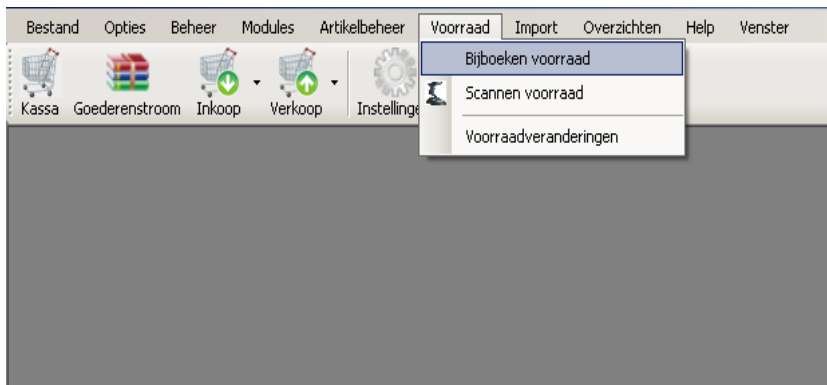 Bestand Opties Beheer Modules Artikelbeheer Voorraad Import Overzichten Help Venster
Bijboeken voorraad
Scannen voorraad
Voorraadveranderingen
Kassa Goederenstroom Inkoop Verkoop Instellinge